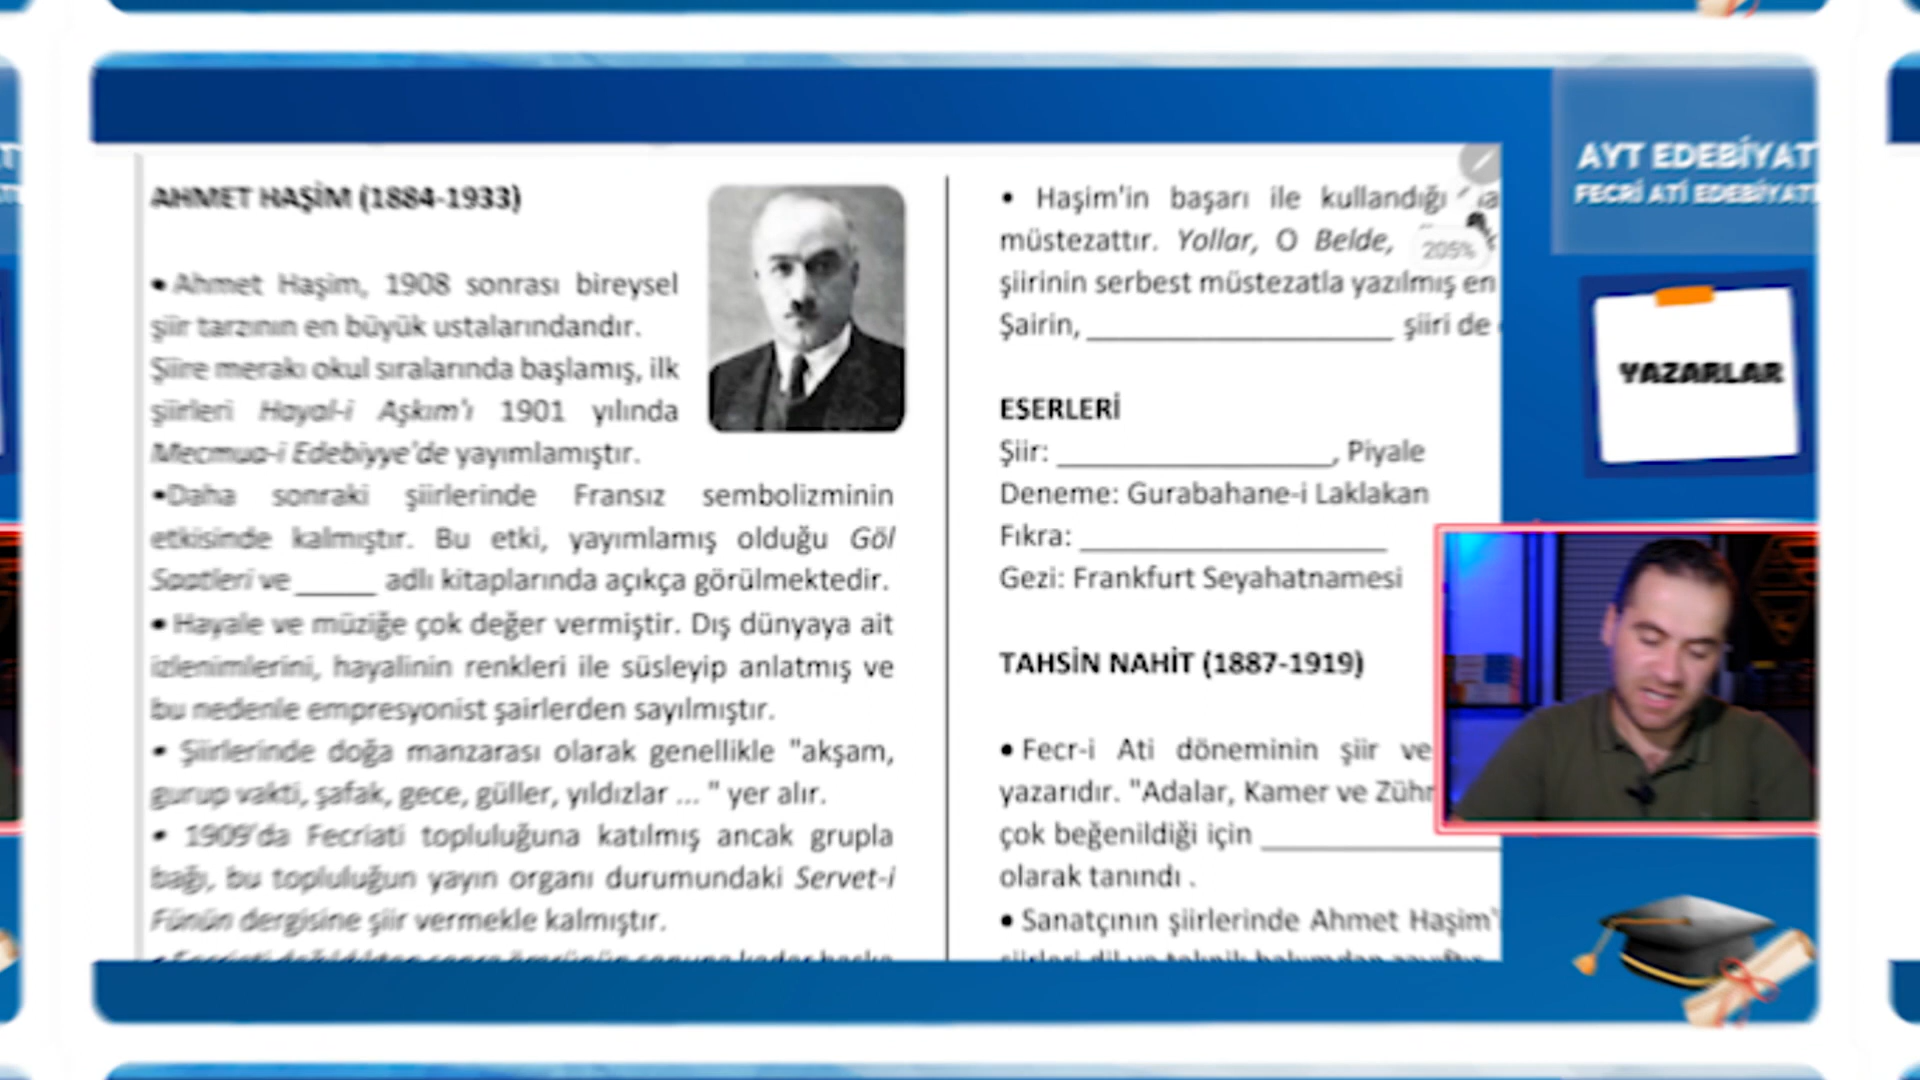 AHMET HAŞİM (1884-1933)
•Ahmet Haşim, 1908 sonrası bireysel
şiir tarzının en büyük ustalarındandır.
Şiire merakı okul sıralarında başlamış, ilk
şiirleri Hayal-i Aşkım'ı 1901 yılında
Mecmua-i Edebiyye'de yayımlamıştır.
•Daha sonraki şiirlerinde Fransız sembolizminin
etkisinde kalmıştır. Bu etki, yayımlamış olduğu Göl
Saatleri ve ______ adlı kitaplarında açıkça görülmektedir.
• Hayale ve müziğe çok değer vermiştir. Dış dünyaya ait
izlenimlerini, hayalinin renkleri ile süsleyip anlatmış ve
bu nedenle empresyonist şairlerden sayılmıştır.
• Şiirlerinde doğa manzarası olarak genellikle "akşam,
gurup vakti, şafak, gece, güller, yıldızlar ... " yer alır.
• 1909'da Fecriati topluluğuna katılmış ancak grupla
bağı, bu topluluğun yayın organı durumundaki Servet-i
Fünün dergisine şiir vermekle kalmıştır.
• Haşim'in başarı ile kullandığı
müstezattır. Yollar, O Belde,
205%
şiirinin serbest müstezatla yazılmış en
Şairin, ______________________ şiiri de
ESERLERİ
Şiir: ____________________, Piyale
Deneme: Gurabahane-i Laklakan
Fıkra: ______________________
Gezi: Frankfurt Seyahatnamesi
TAHSİN NAHİT (1887-1919)
• Fecr-i Ati döneminin şiir ve
yazarıdır. "Adalar, Kamer ve Zühr
çok beğenildiği için __________________
olarak tanındı .
• Sanatçının şiirlerinde Ahmet Haşim'
AYT EDEBİYAT
FECRİ ATİ EDEBİYATI
YAZARLAR